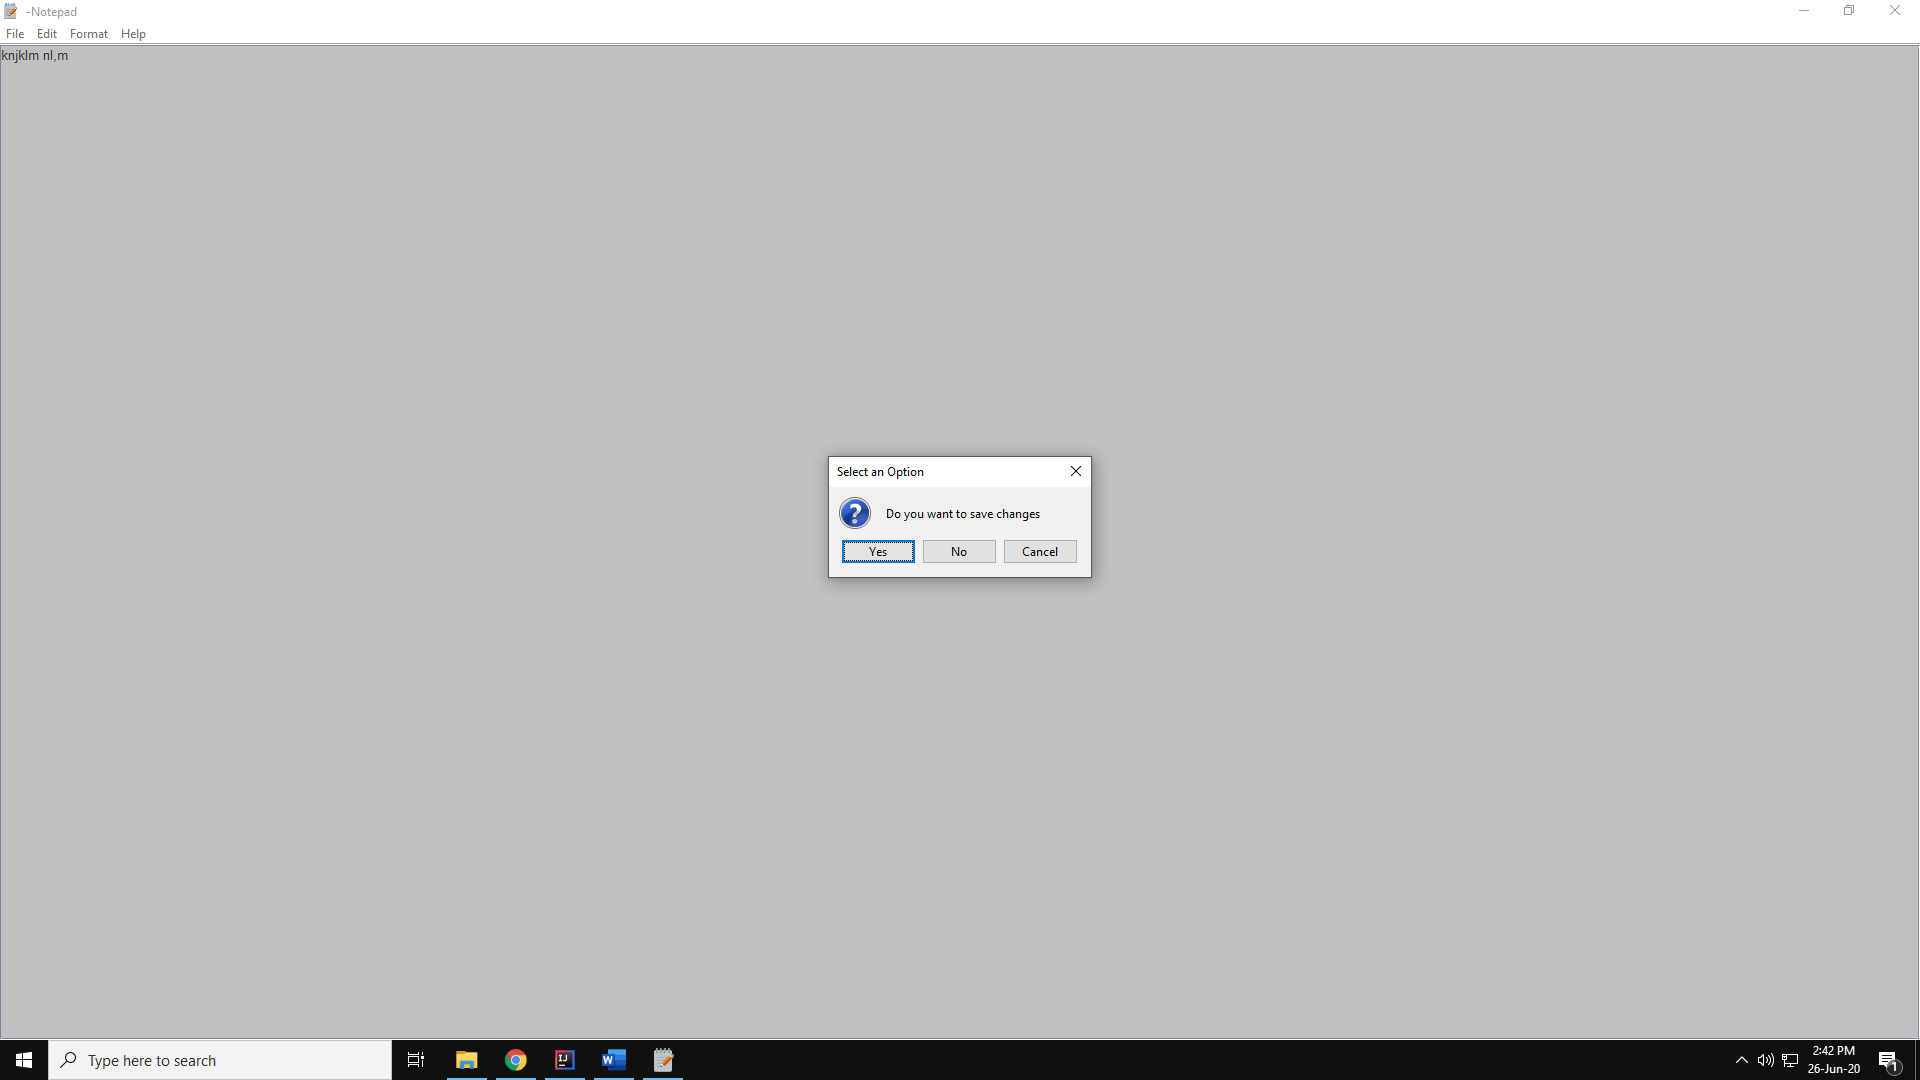 -Notepad
File Edit Format Help
knjklm nl,m
Select an Option
Do you want to save changes
Yes No Cancel
Type here to search
2:42 PM
26-Jun-20
1